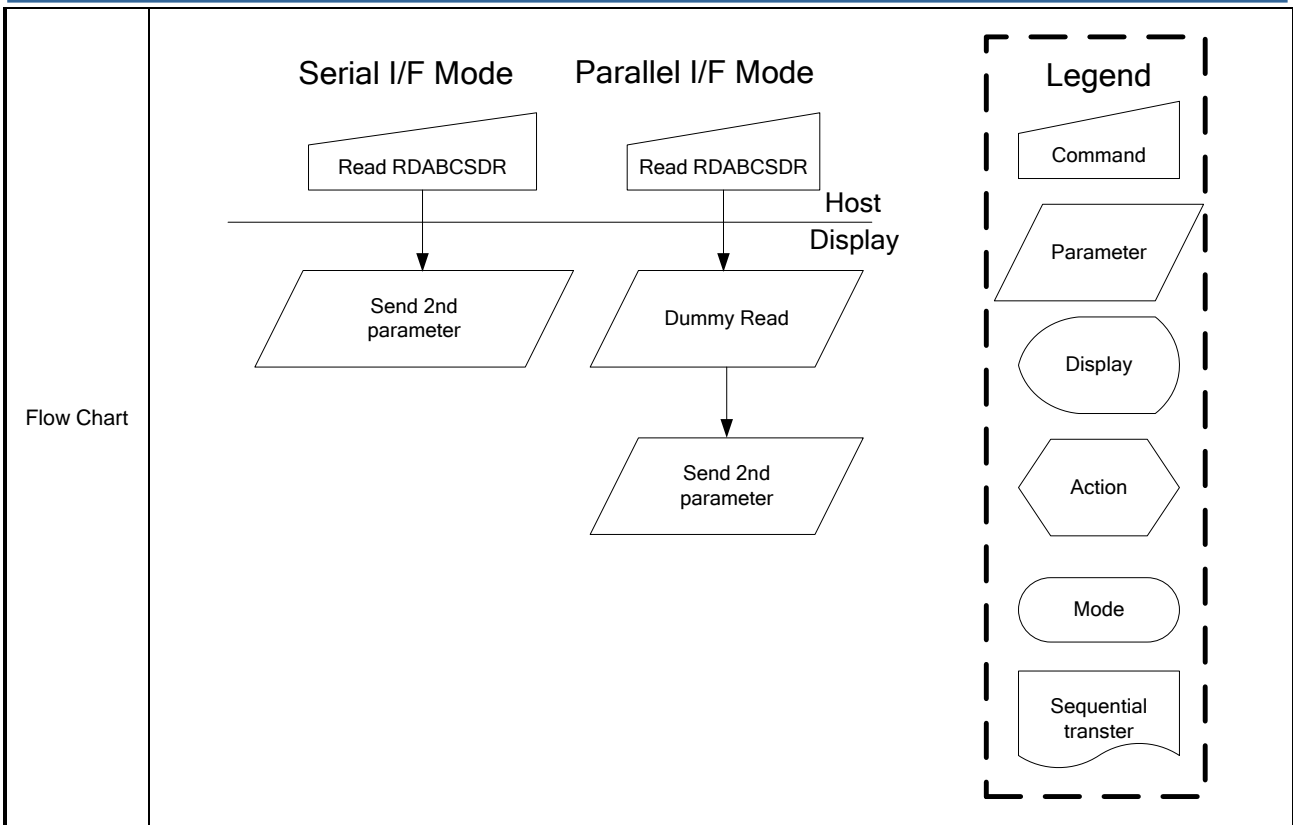 Flow Chart
Serial I/F Mode
Parallel I/F Mode
Read RDABCSDR
Read RDABCSDR
Host
Display
Send 2nd
parameter
Dummy Read
Send 2nd
parameter
Legend
Command
Parameter
Display
Action
Mode
Sequential
transter